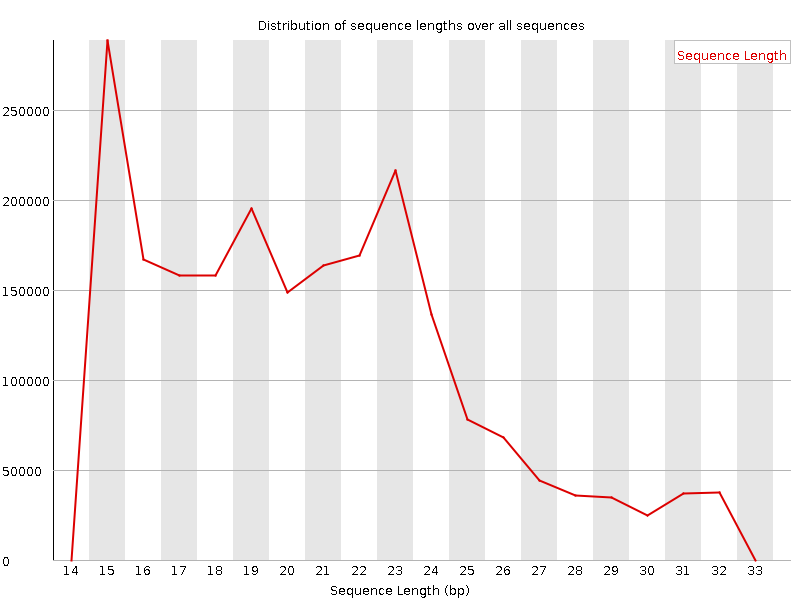 Distribution of sequence lengths over all sequences
Sequence Length
250000
200000
150000
100000
50000
0
14 15 16 17 18 19 20 21 22 23 24 25 26 27 28 29 30 31 32 33
Sequence Length (bp)